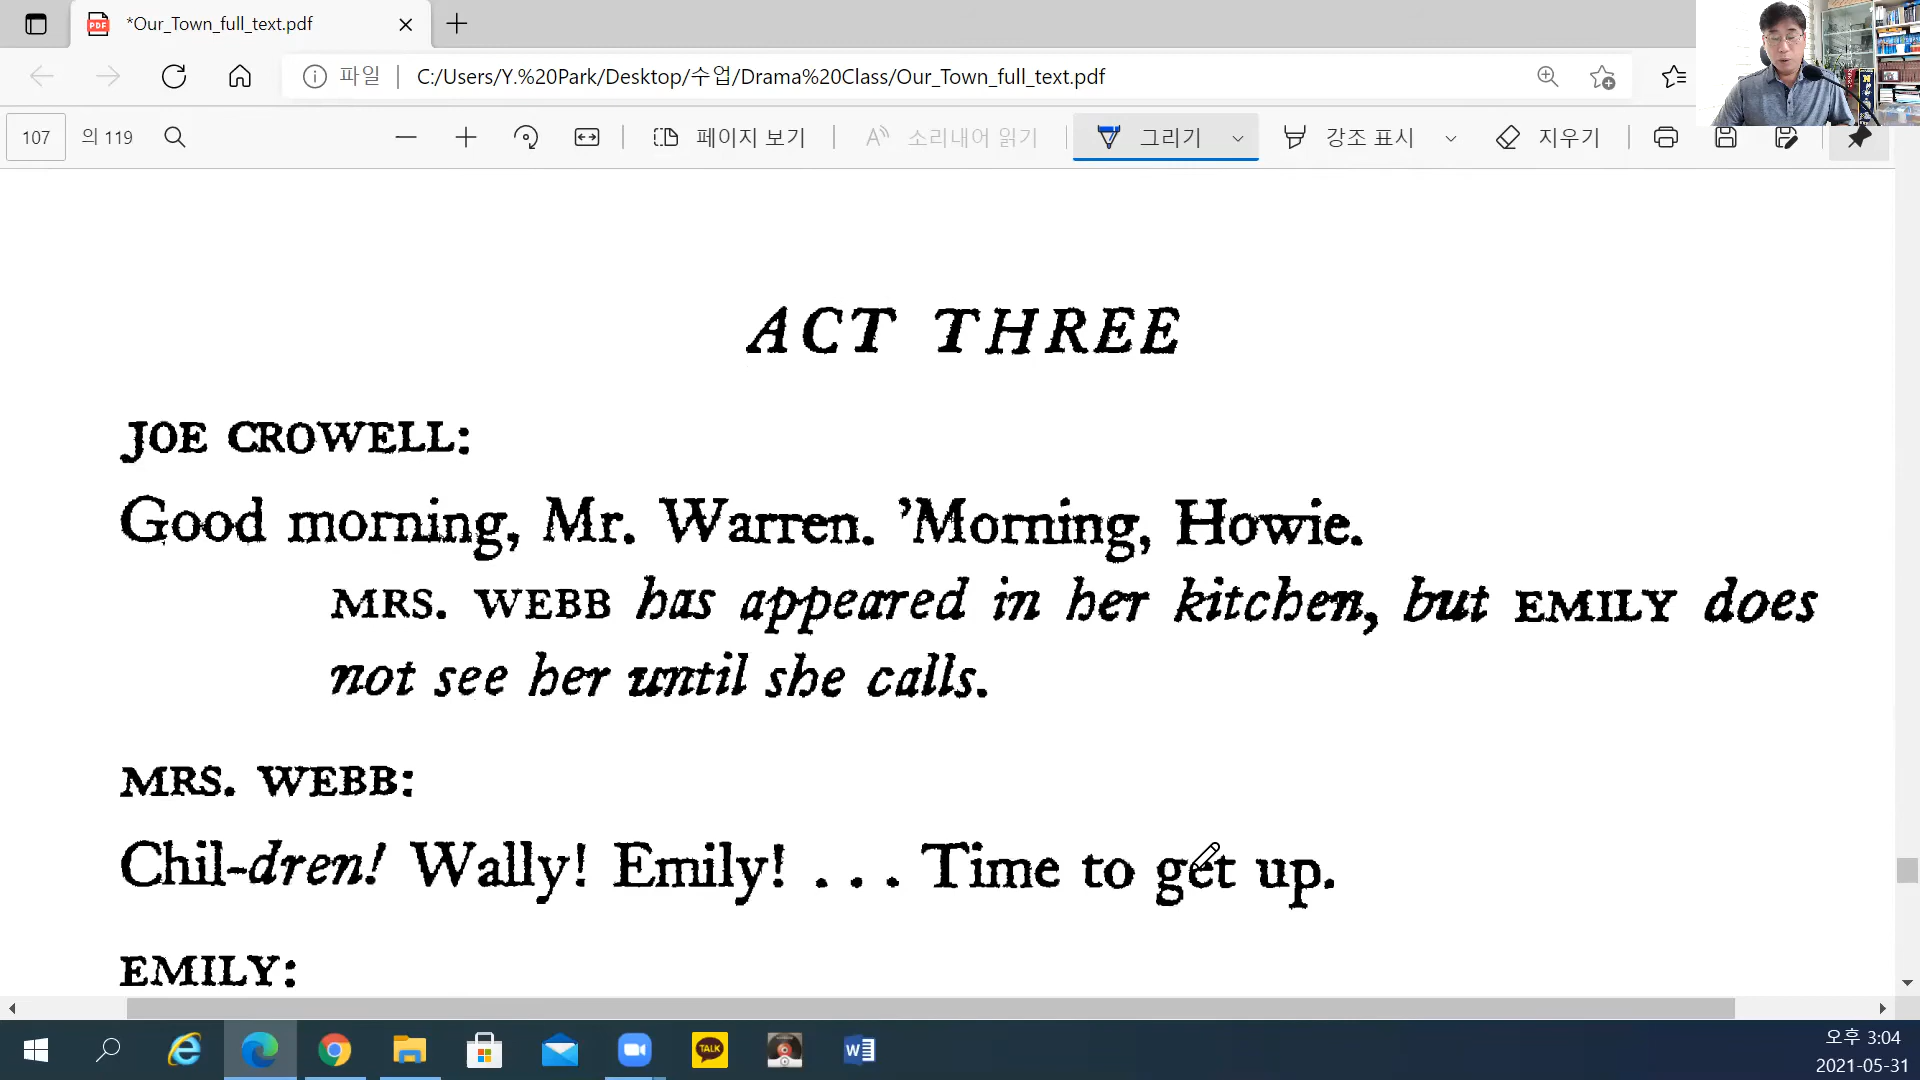 *Our_Town_full_text.pdf
파일 | C:/Users/Y.%20Park/Desktop/수업/Drama%20Class/Our_Town_full_text.pdf
107 의 119 페이지 보기 소리내어 읽기 그리기 강조 표시 지우기
ACT THREE
JOE CROWELL:
Good morning, Mr. Warren. ’Morning, Howie.
MRS. WEBB has appeared in her kitchen, but EMILY does
not see her until she calls.
MRS. WEBB:
Chil-dren! Wally! Emily! . . . Time to get up.
EMILY:
TALK
오후 3:04
2021-05-31